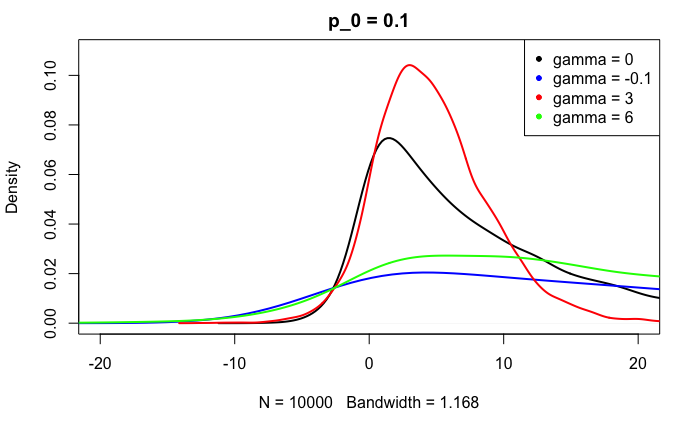 p_0 = 0.1
gamma = 0
gamma = -0.1
gamma = 3
gamma = 6
Density
0.10
0.08
0.06
0.04
0.02
0.00
-20 -10 0 10 20
N = 10000 Bandwidth = 1.168